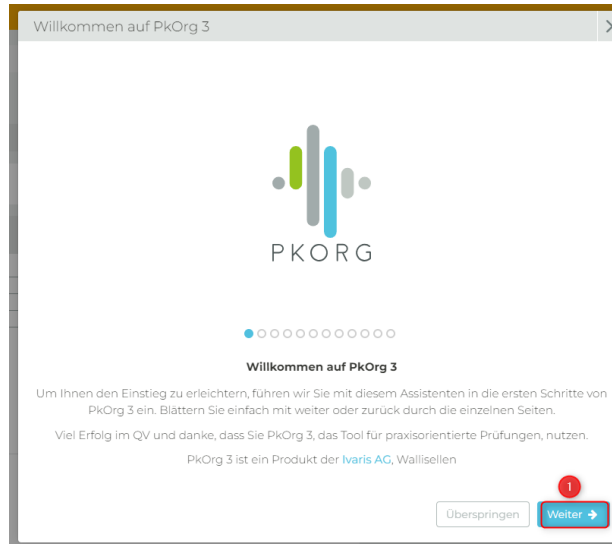 Willkommen auf PkOrg 3
PKORG
Willkommen auf PkOrg 3
Um Ihnen den Einstieg zu erleichtern, führen wir Sie mit diesem Assistenten in die ersten Schritte von
PkOrg 3 ein. Blättern Sie einfach mit weiter oder zurück durch die einzelnen Seiten.
Viel Erfolg im QV und danke, dass Sie PkOrg 3, das Tool für praxisorientierte Prüfungen, nutzen.
PkOrg 3 ist ein Produkt der Ivaris AG, Wallisellen
1
Überspringen Weiter →